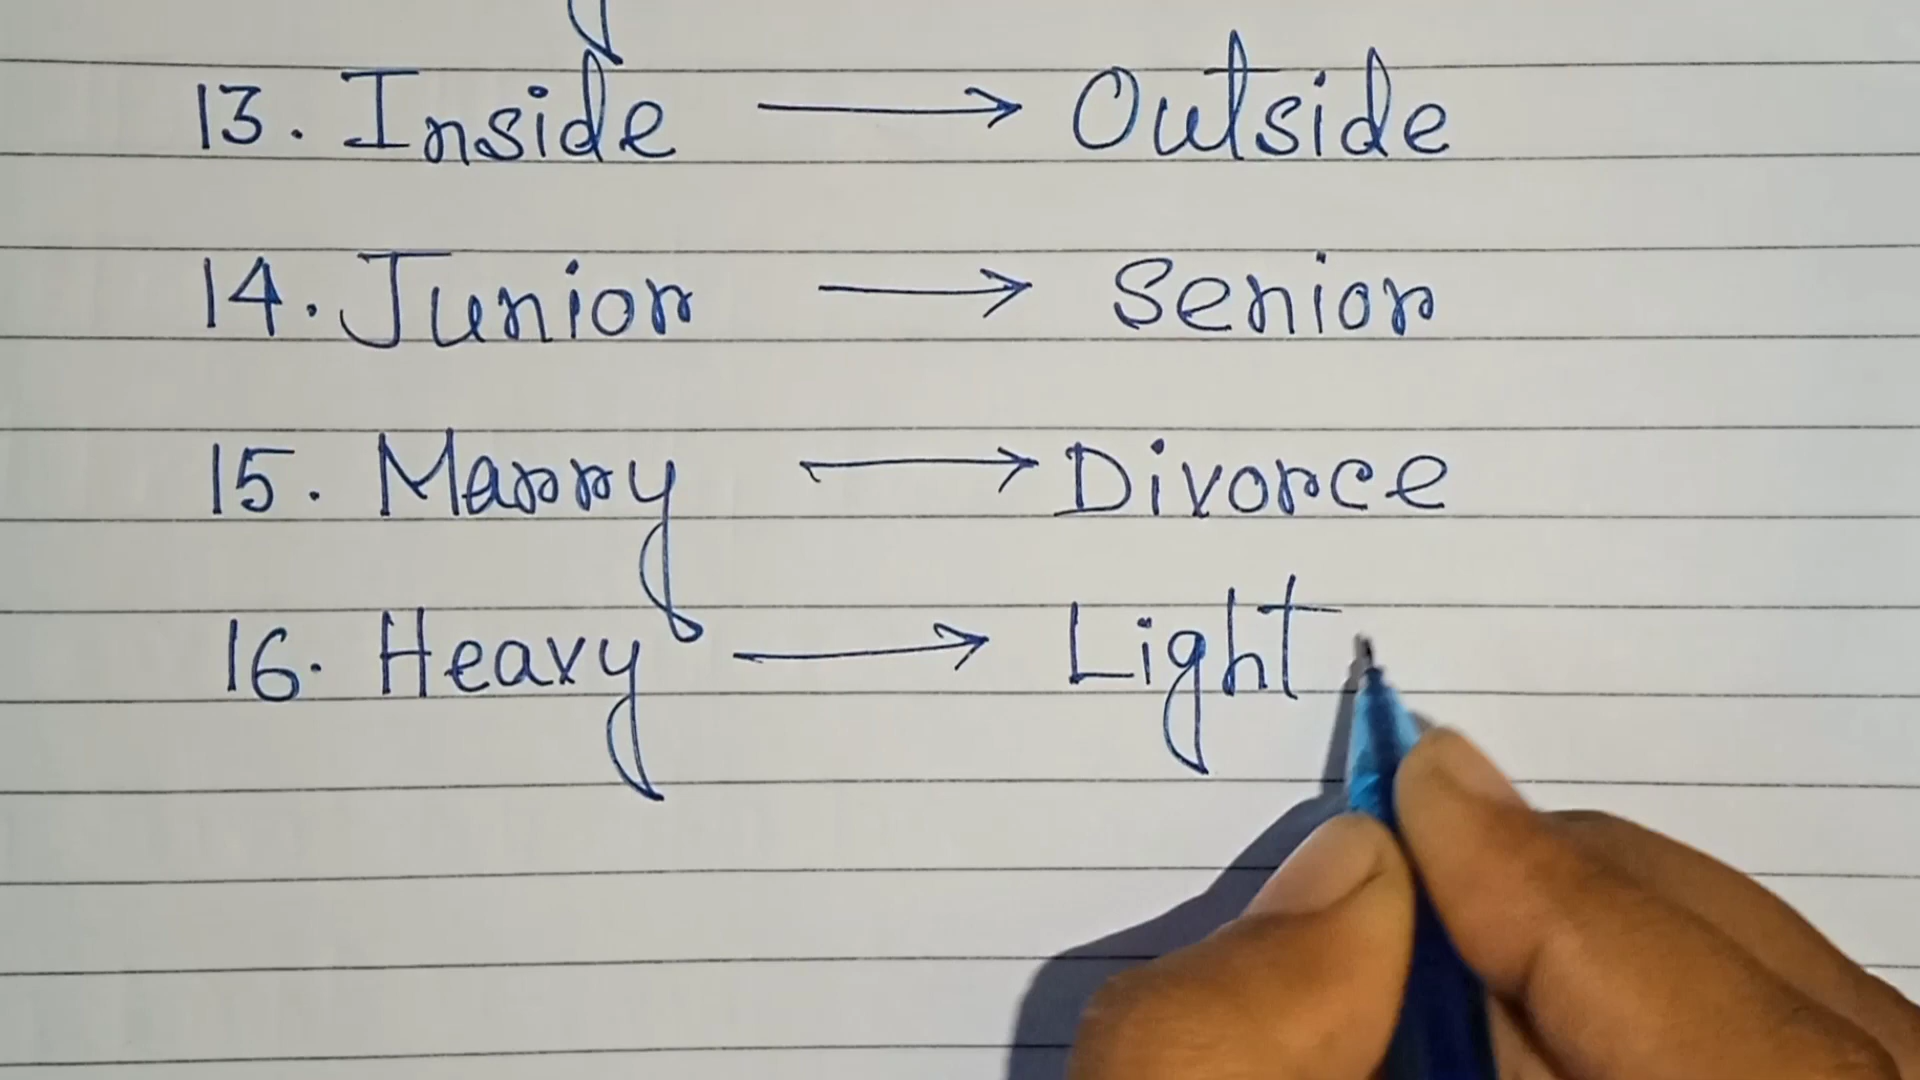 13. Inside → Outside
14. Junior → Senior
15. Marry → Divorce
16. Heavy → Light